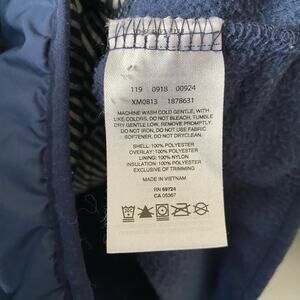 119 0918 00924
XM0813 1878631
MACHINE WASH COLD GENTLE, WITH
LIKE COLORS, DO NOT BLEACH, TUMBLE
DRY GENTLE LOW, REMOVE PROMPTLY,
DO NOT IRON, DO NOT USE FABRIC
SOFTENER, DO NOT DRYCLEAN.
SHELL: 100% POLYESTER
OVERLAY: 100% POLYESTER
LINING: 100% NYLON
INSULATION: 100% POLYESTER
EXCLUSIVE OF TRIMMING
MADE IN VIETNAM
RN 69724
CA 05367